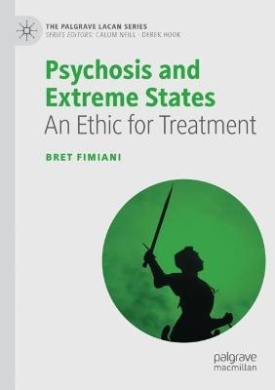 THE PALGRAVE LACAN SERIES
SERIES EDITORS: CALUM NEILL · DEREK HOOK
Psychosis and
Extreme States
An Ethic for Treatment
BRET FIMIANI
palgrave
macmillan